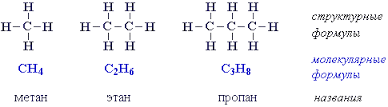 H H H H H H
H–C–H H–C–C–H H–C–C–C–H
H H H H H H
структурные
формулы
CH4 C2H6 C3H8
молекулярные
формулы
метан этан пропан названия